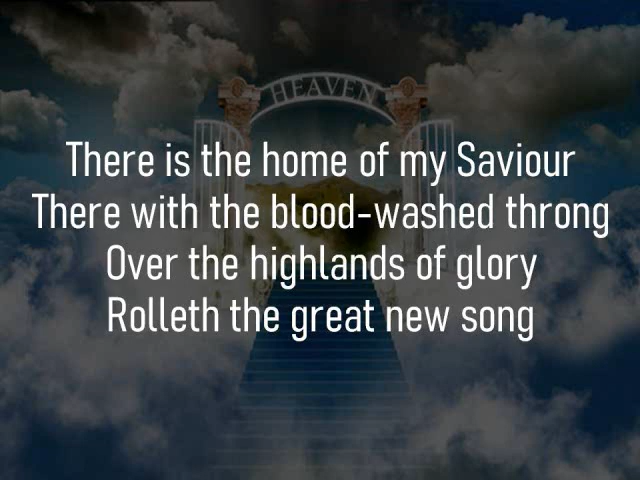 HEAVEN
There is the home of my Saviour
There with the blood-washed throng
Over the highlands of glory
Rolleth the great new song